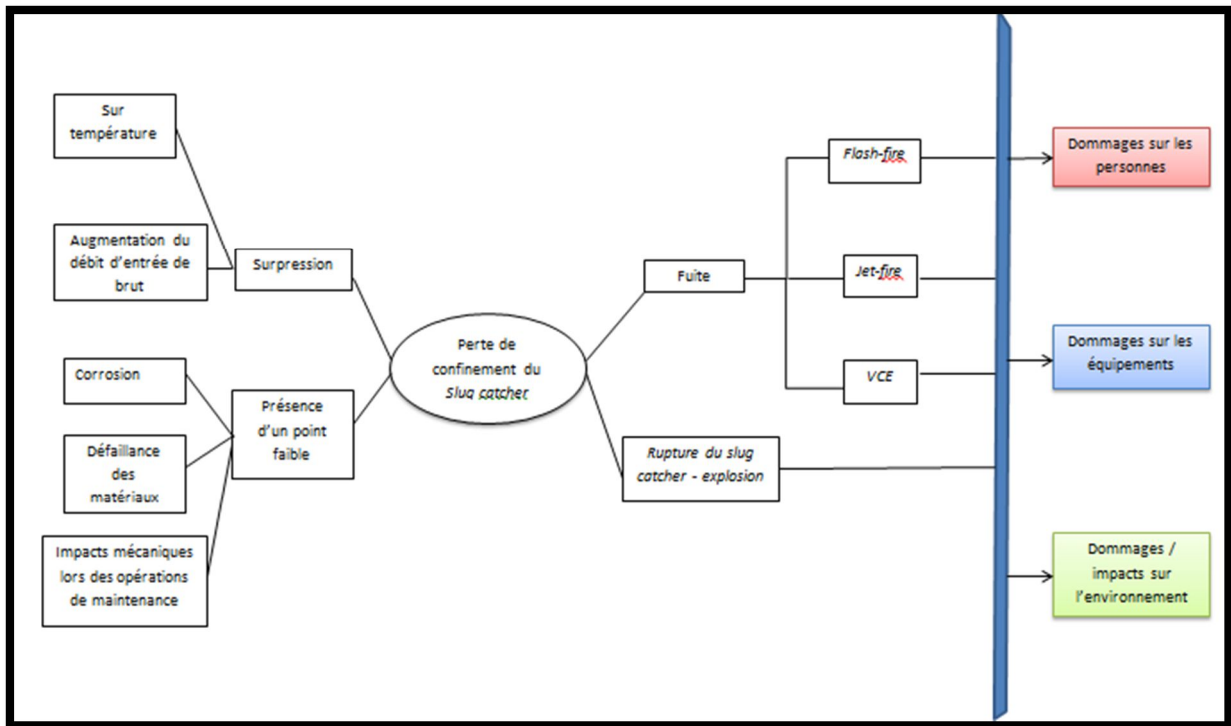 Sur
température
Augmentation du
débit d'entrée de
brut
Surpression
Corrosion
Défaillance
des
matériaux
Impacts mécaniques
lors des opérations
de maintenance
Présence
d'un point
faible
Perte de
confinement du
Slug catcher
Fuite
Rupture du slug
catcher - explosion
Flash-fire
Jet-fire
VCE
Dommages sur les
personnes
Dommages sur les
équipements
Dommages /
impacts sur
l'environnement